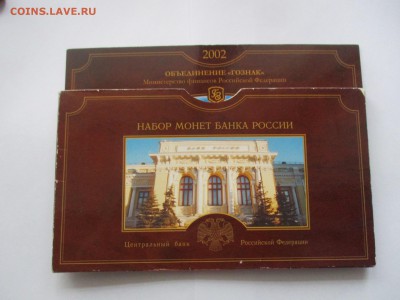 COINS.ЛАВЕ.RU
2002
ОБЪЕДИНЕНИЕ «ГОЗНАК»
Министерство финансов Российской Федерации
НАБОР МОНЕТ БАНКА РОССИИ
БАНК РОССИИ
Центральный банк Российской Федерации